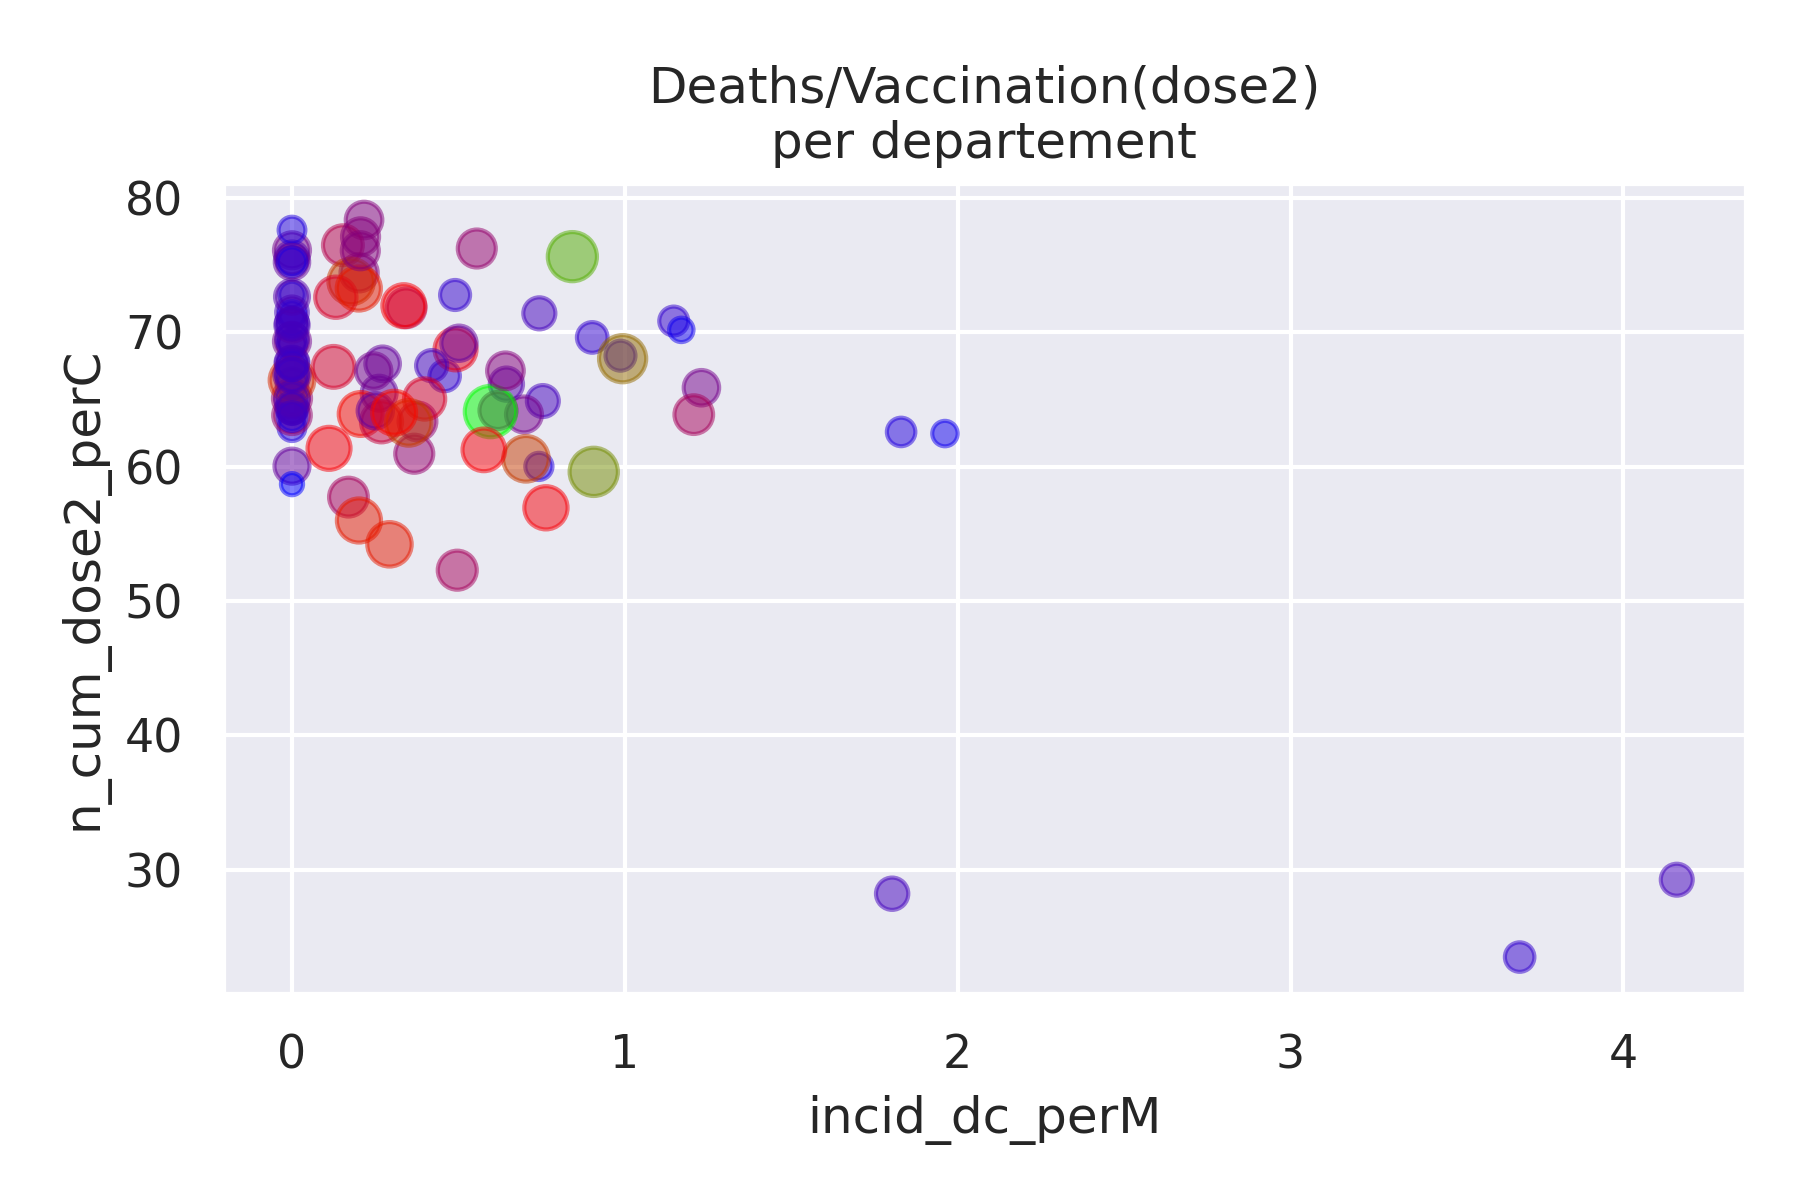 Deaths/Vaccination(dose2)
per departement
n_cum_dose2_perC
80
70
60
50
40
30
0 1 2 3 4
incid_dc_perM